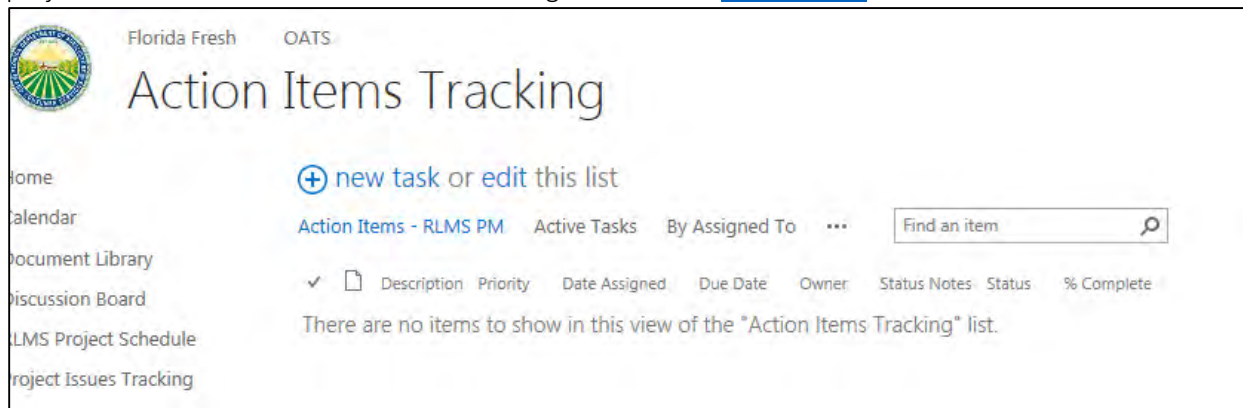 Florida Fresh OATS
Action Items Tracking
ome
alendar
ocument Library
iscussion Board
LMS Project Schedule
roject Issues Tracking
new task or edit this list
Action Items - RLMS PM Active Tasks By Assigned To ••• Find an item
Description Priority Date Assigned Due Date Owner Status Notes Status % Complete
There are no items to show in this view of the "Action Items Tracking" list.